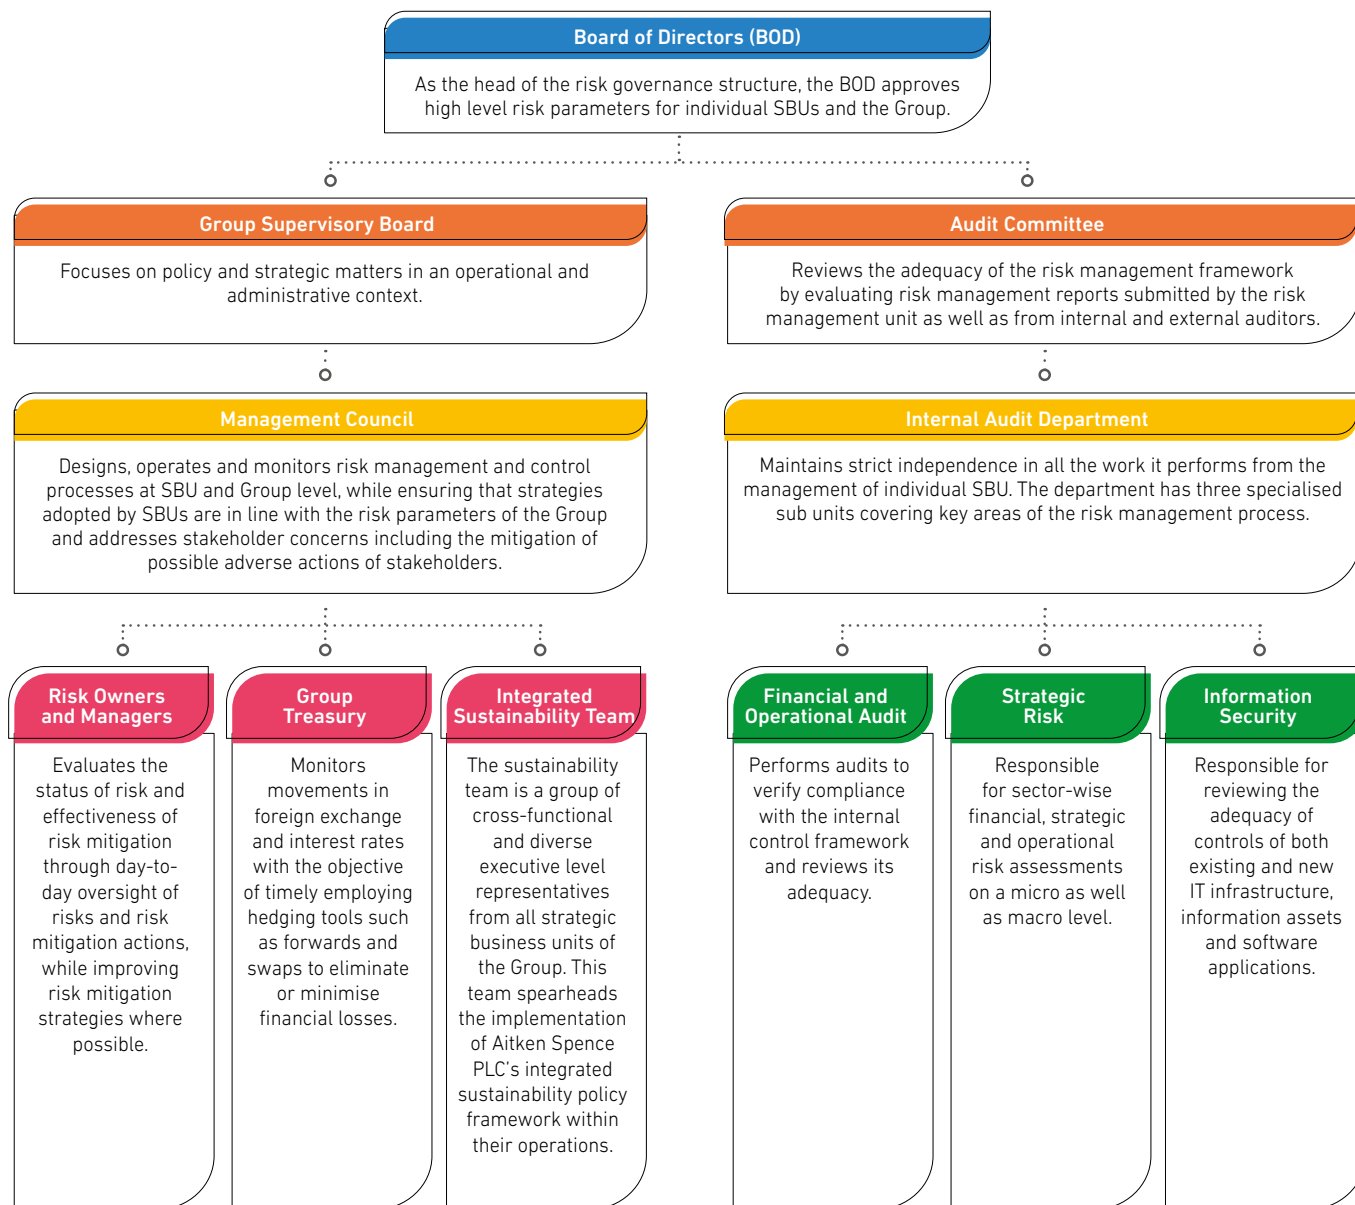 Board of Directors (BOD)
As the head of the risk governance structure, the BOD approves
high level risk parameters for individual SBUs and the Group.
Group Supervisory Board
Focuses on policy and strategic matters in an operational and
administrative context.
Audit Committee
Reviews the adequacy of the risk management framework
by evaluating risk management reports submitted by the risk
management unit as well as from internal and external auditors.
Management Council
Designs, operates and monitors risk management and control
processes at SBU and Group level, while ensuring that strategies
adopted by SBUs are in line with the risk parameters of the Group
and addresses stakeholder concerns including the mitigation of
possible adverse actions of stakeholders.
Internal Audit Department
Maintains strict independence in all the work it performs from the
management of individual SBU. The department has three specialised
sub units covering key areas of the risk management process.
Risk Owners
and Managers
Evaluates the
status of risk and
effectiveness of
risk mitigation
through day-to-
day oversight of
risks and risk
mitigation actions,
while improving
risk mitigation
strategies where
possible.
Group
Treasury
Monitors
movements in
foreign exchange
and interest rates
with the objective
of timely employing
hedging tools such
as forwards and
swaps to eliminate
or minimise
financial losses.
Integrated
Sustainability Team
The sustainability
team is a group of
cross-functional
and diverse
executive level
representatives
from all strategic
business units of
the Group. This
team spearheads
the implementation
of Aitken Spence
PLC's integrated
sustainability policy
framework within
their operations.
Financial and
Operational Audit
Performs audits to
verify compliance
with the internal
control framework
and reviews its
adequacy.
Strategic
Risk
Responsible
for sector-wise
financial, strategic
and operational
risk assessments
on a micro as well
as macro level.
Information
Security
Responsible for
reviewing the
adequacy of
controls of both
existing and new
IT infrastructure,
information assets
and software
applications.